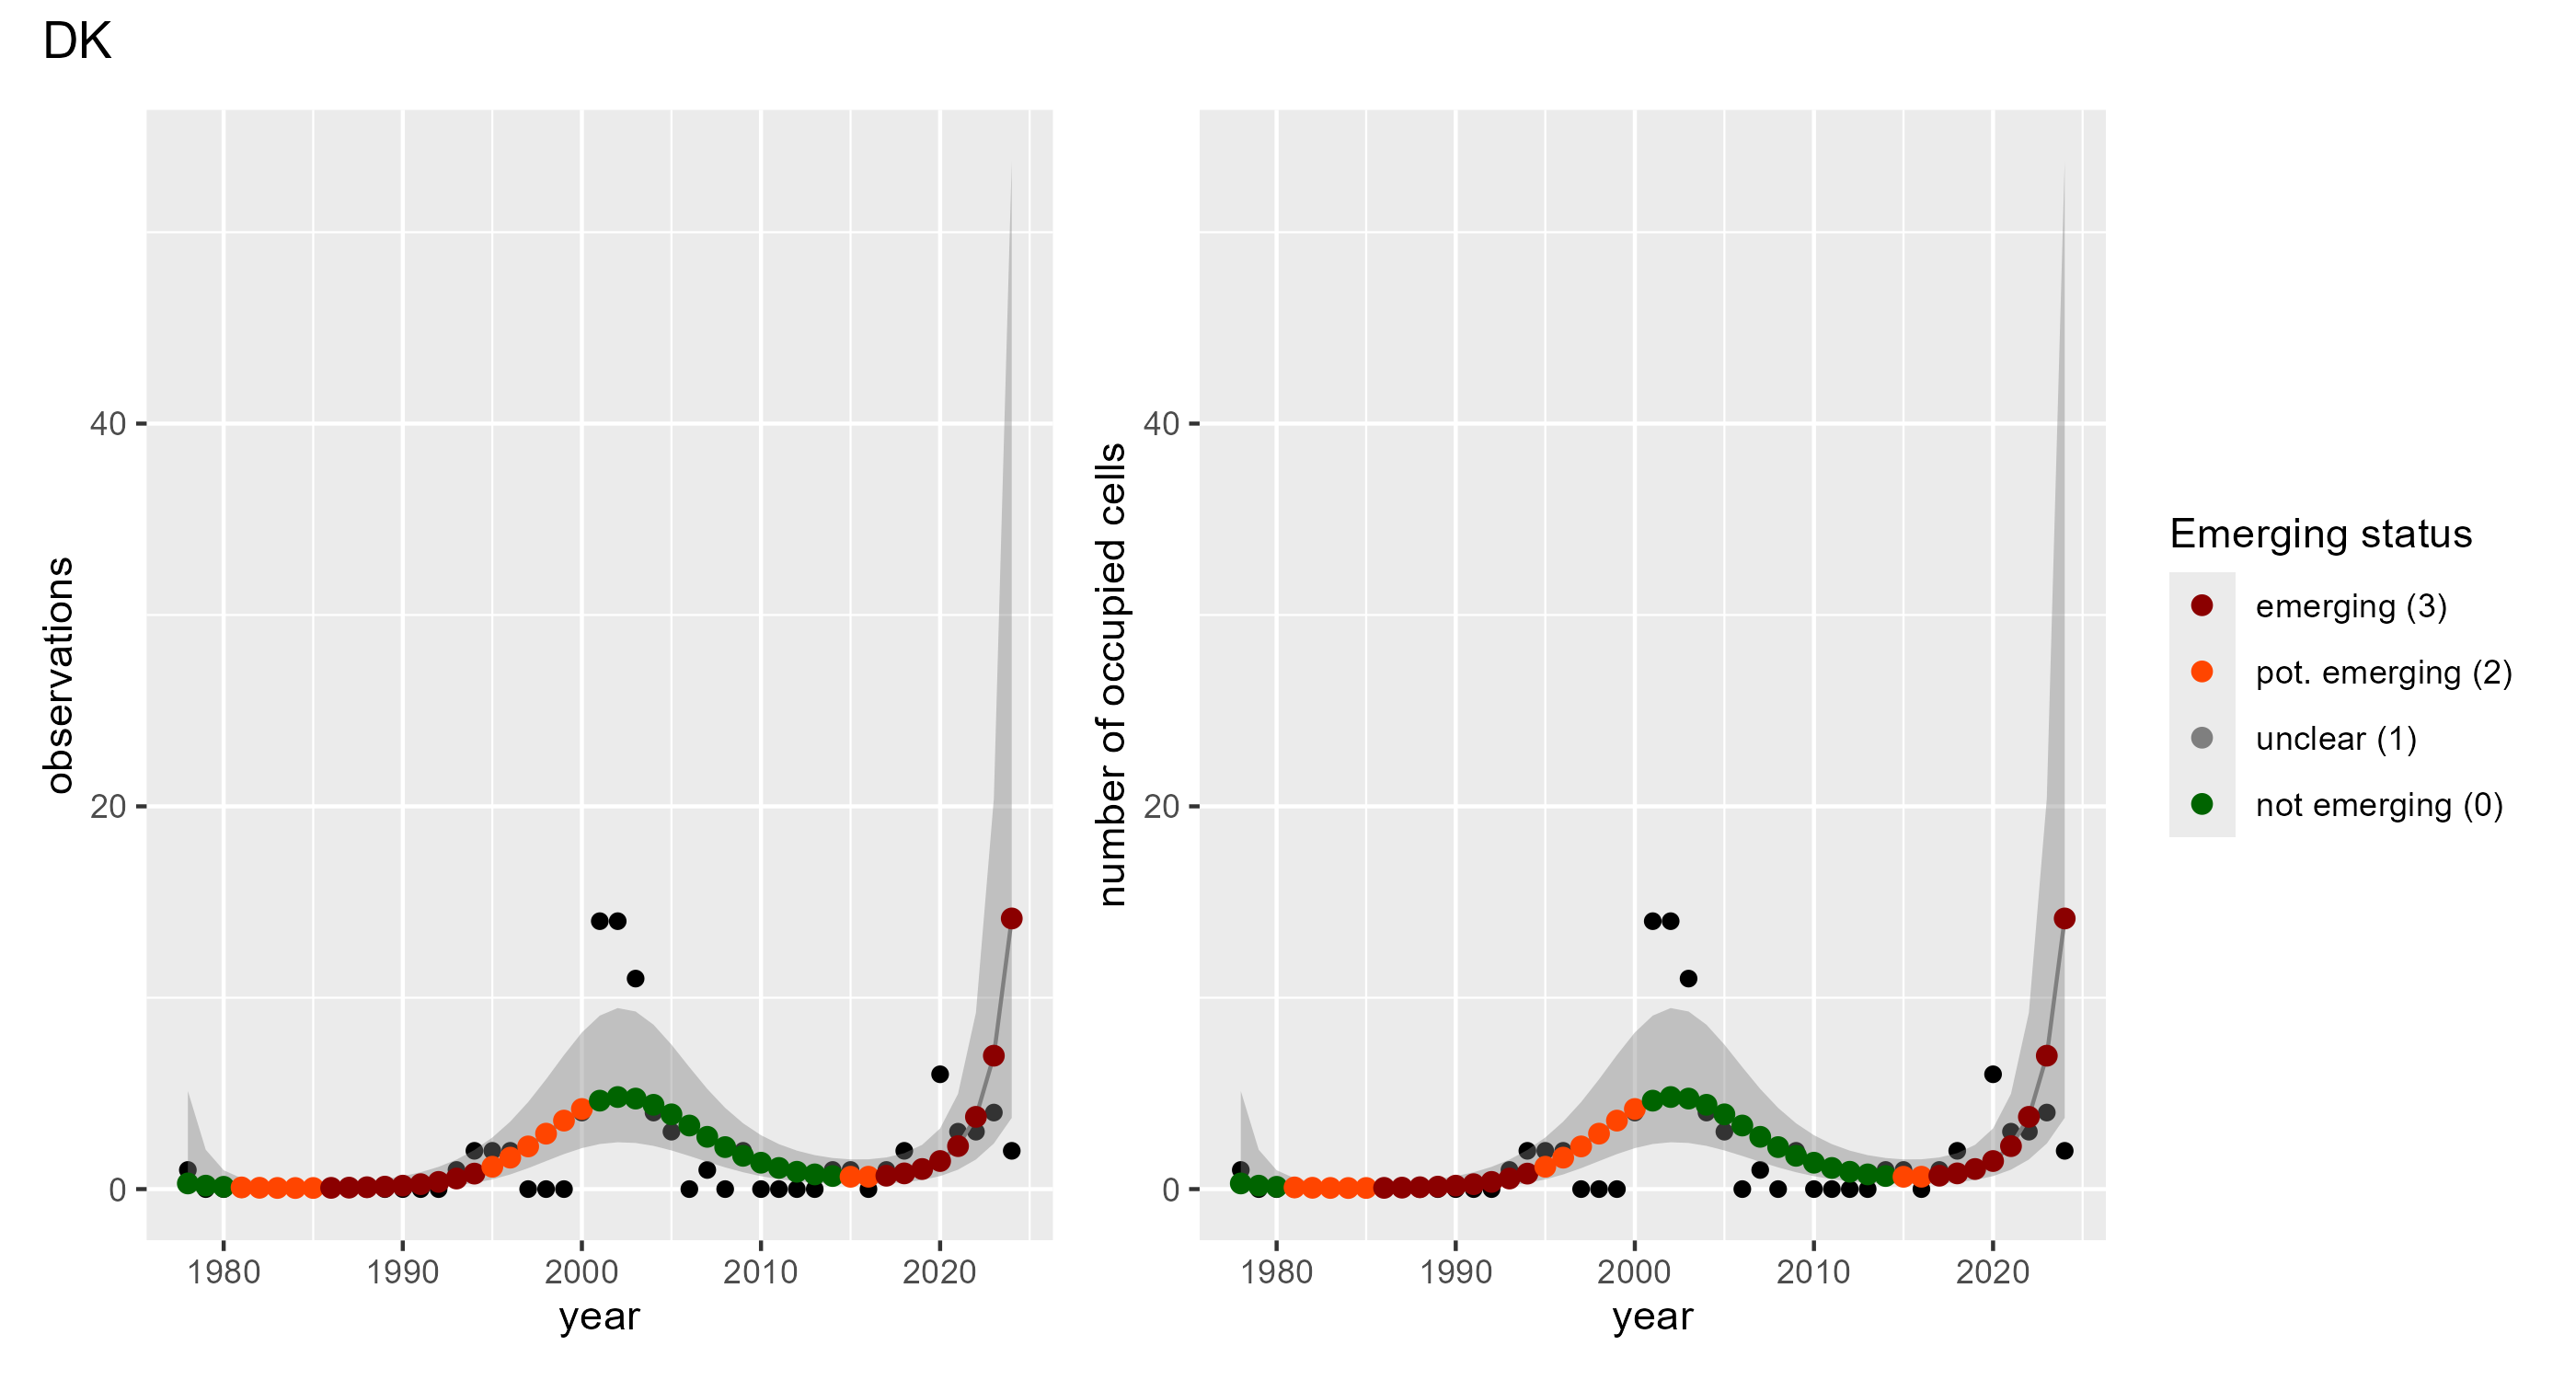 DK
observations
40
20
0
1980 1990 2000 2010 2020
year
number of occupied cells
40
20
0
1980 1990 2000 2010 2020
year
Emerging status
emerging (3)
pot. emerging (2)
unclear (1)
not emerging (0)